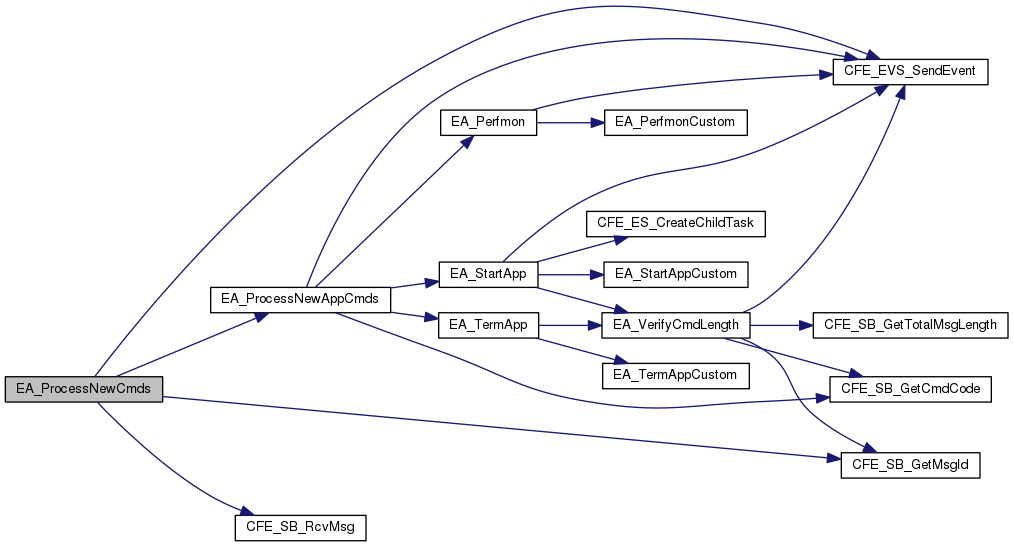 CFE_EVS_SendEvent
EA_Perfmon
EA_PerfmonCustom
CFE_ES_CreateChildTask
EA_StartApp
EA_StartAppCustom
EA_ProcessNewAppCmds
EA_TermApp
EA_VerifyCmdLength
CFE_SB_GetTotalMsgLength
EA_TermAppCustom
EA_ProcessNewCmds
CFE_SB_GetCmdCode
CFE_SB_GetMsgId
CFE_SB_RcvMsg